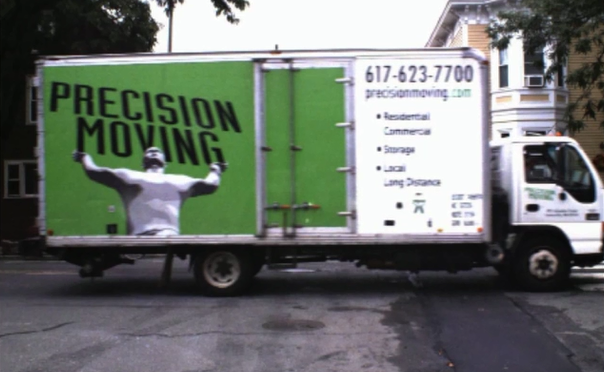 PRECISION
MOVING
617-623-7700
precisionmoving.com
Residential
Commercial
Storage
Local
Long Distance